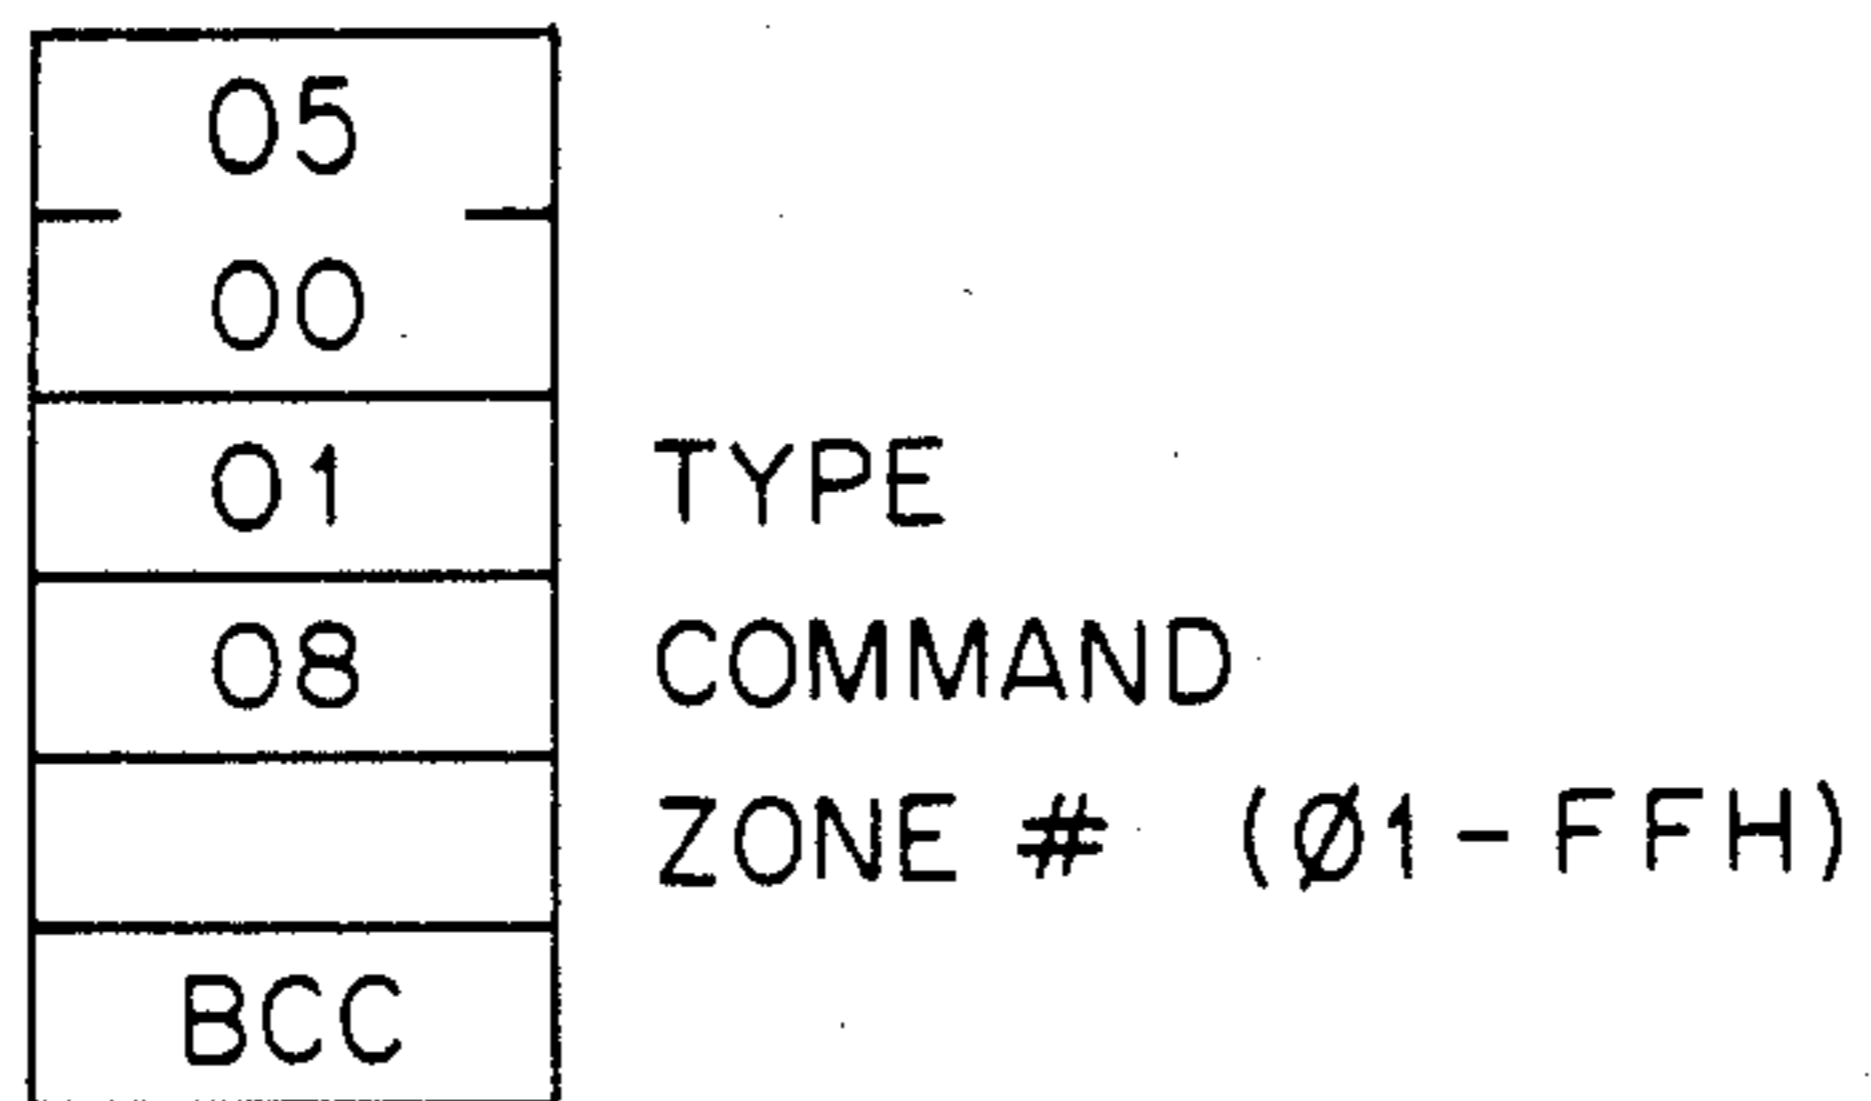 05
00
01 TYPE
08 COMMAND
ZONE # (Ø1-FFH)
BCC